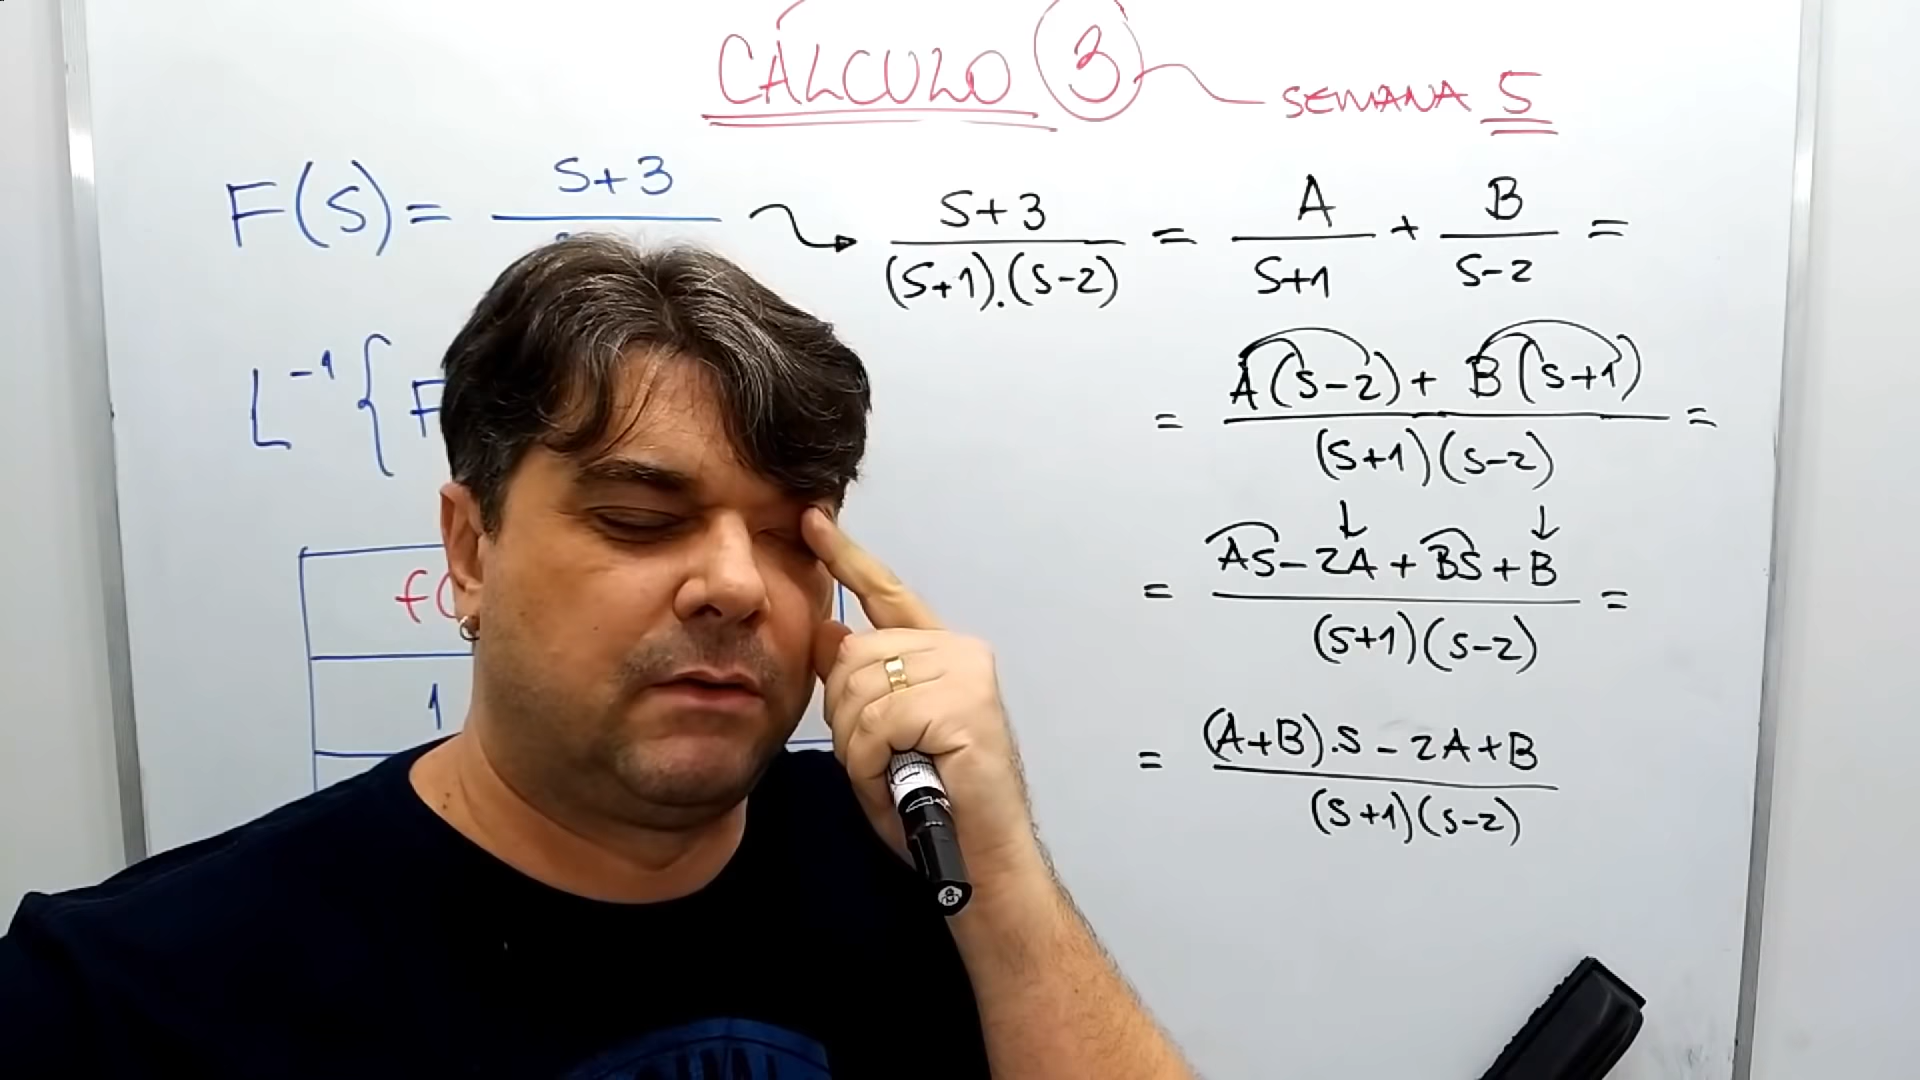 CÁLCULO 3 SEMANA 5
F(S) = S+3
S+3 / (S+1).(S-2) = A / S+1 + B / S-2 =
L⁻¹ { F
= A(S-2) + B(S+1) / (S+1)(S-2) =
= AS - 2A + BS + B / (S+1)(S-2) =
f(
1
= (A+B).S - 2A + B / (S+1)(S-2)